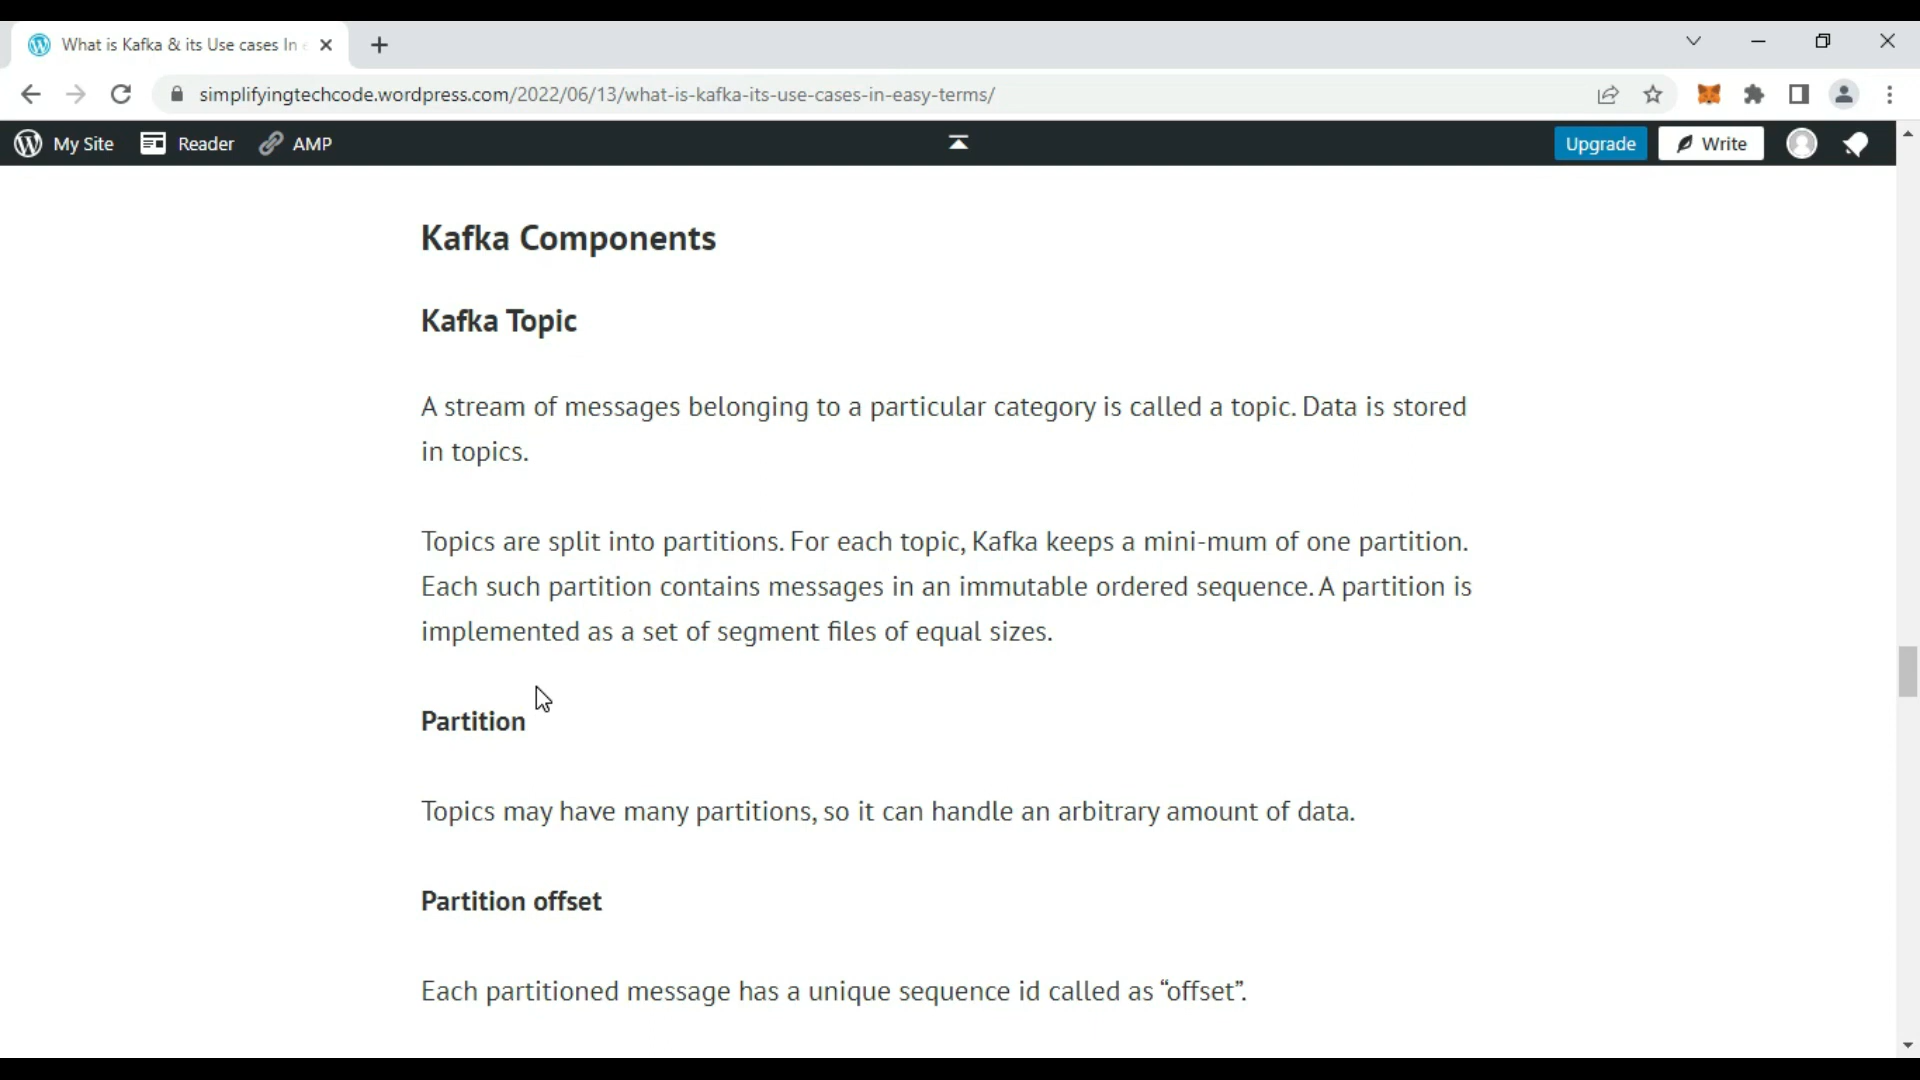 What is Kafka & its Use cases In
simplifyingtechcode.wordpress.com/2022/06/13/what-is-kafka-its-use-cases-in-easy-terms/
My Site Reader AMP Upgrade Write
Kafka Components
Kafka Topic
A stream of messages belonging to a particular category is called a topic. Data is stored
in topics.
Topics are split into partitions. For each topic, Kafka keeps a mini-mum of one partition.
Each such partition contains messages in an immutable ordered sequence. A partition is
implemented as a set of segment files of equal sizes.
Partition
Topics may have many partitions, so it can handle an arbitrary amount of data.
Partition offset
Each partitioned message has a unique sequence id called as “offset”.